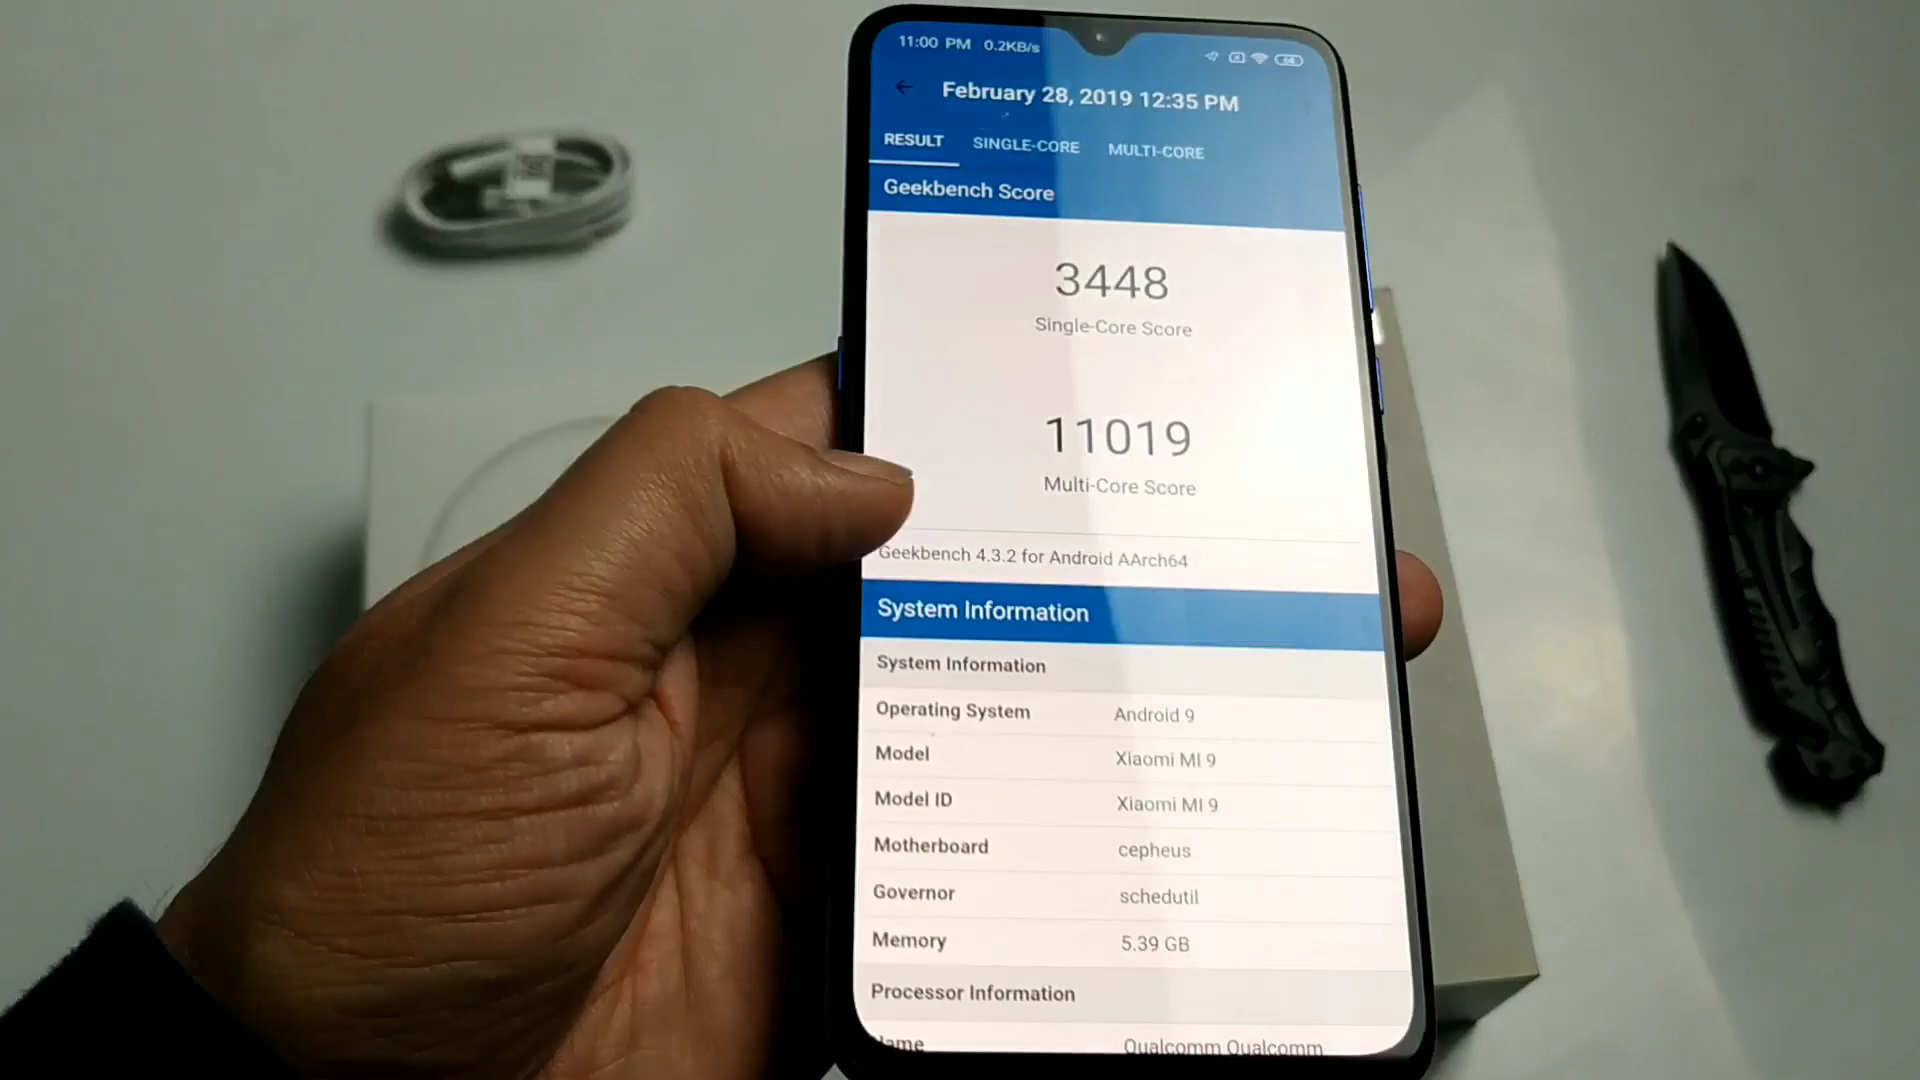 11:00 PM 0.2KB/s
64
February 28, 2019 12:35 PM
RESULT SINGLE-CORE MULTI-CORE
Geekbench Score
3448
Single-Core Score
11019
Multi-Core Score
Geekbench 4.3.2 for Android AArch64
System Information
System Information
Operating System Android 9
Model Xiaomi MI 9
Model ID Xiaomi MI 9
Motherboard cepheus
Governor schedutil
Memory 5.39 GB
Processor Information
Name Qualcomm Qualcomm